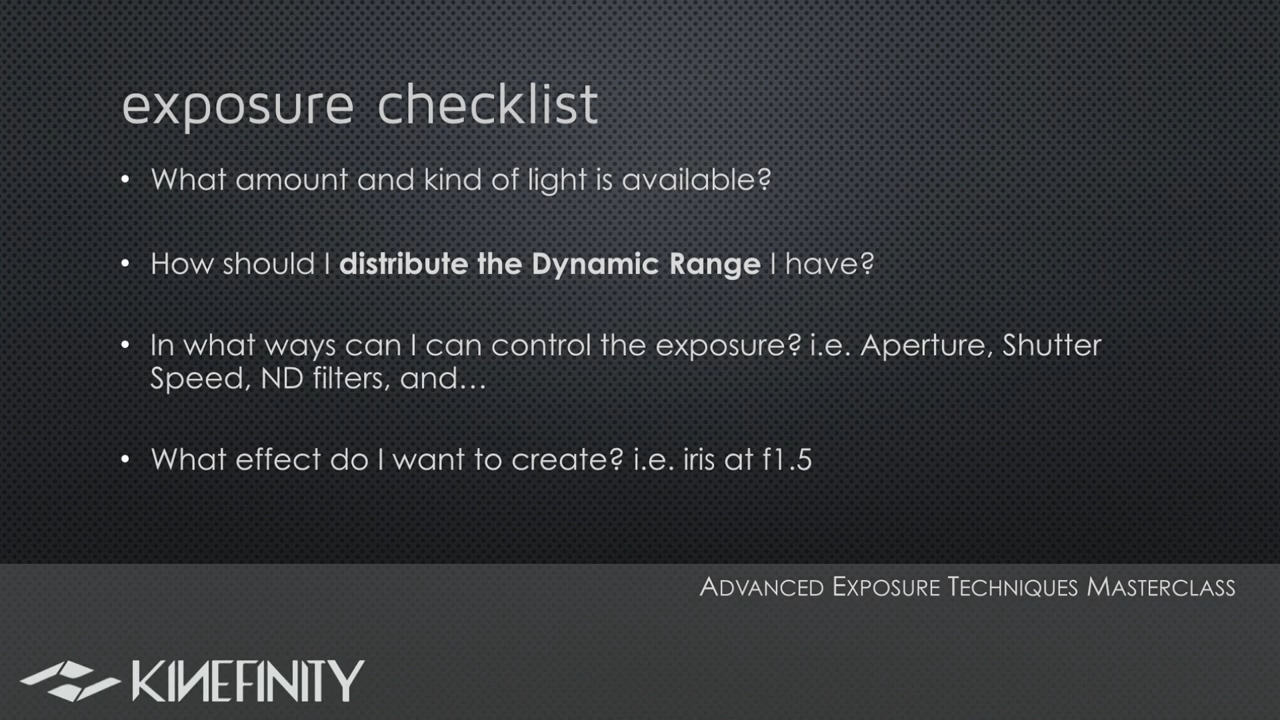 exposure checklist
• What amount and kind of light is available?
• How should I distribute the Dynamic Range I have?
• In what ways can I can control the exposure? i.e. Aperture, Shutter
Speed, ND filters, and…
• What effect do I want to create? i.e. iris at f1.5
ADVANCED EXPOSURE TECHNIQUES MASTERCLASS
KINEFINITY